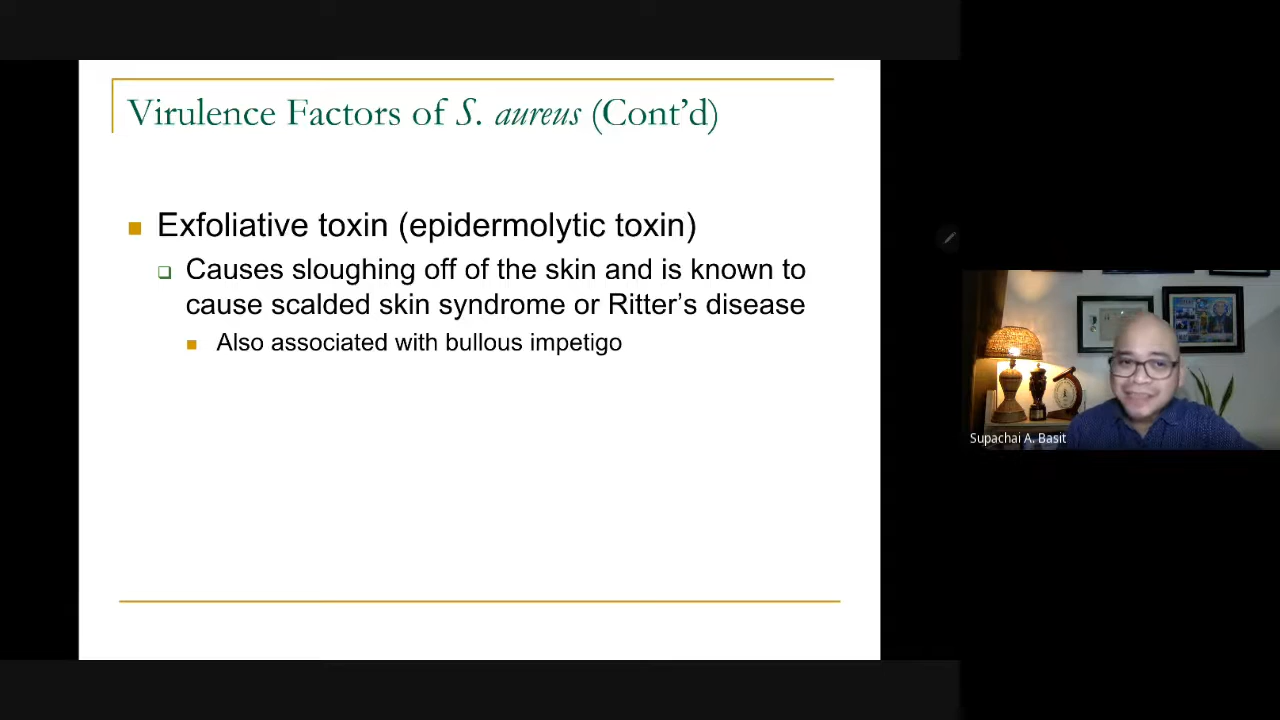 Virulence Factors of S. aureus (Cont’d)
Exfoliative toxin (epidermolytic toxin)
Causes sloughing off of the skin and is known to
cause scalded skin syndrome or Ritter’s disease
Also associated with bullous impetigo
Supachai A. Basit